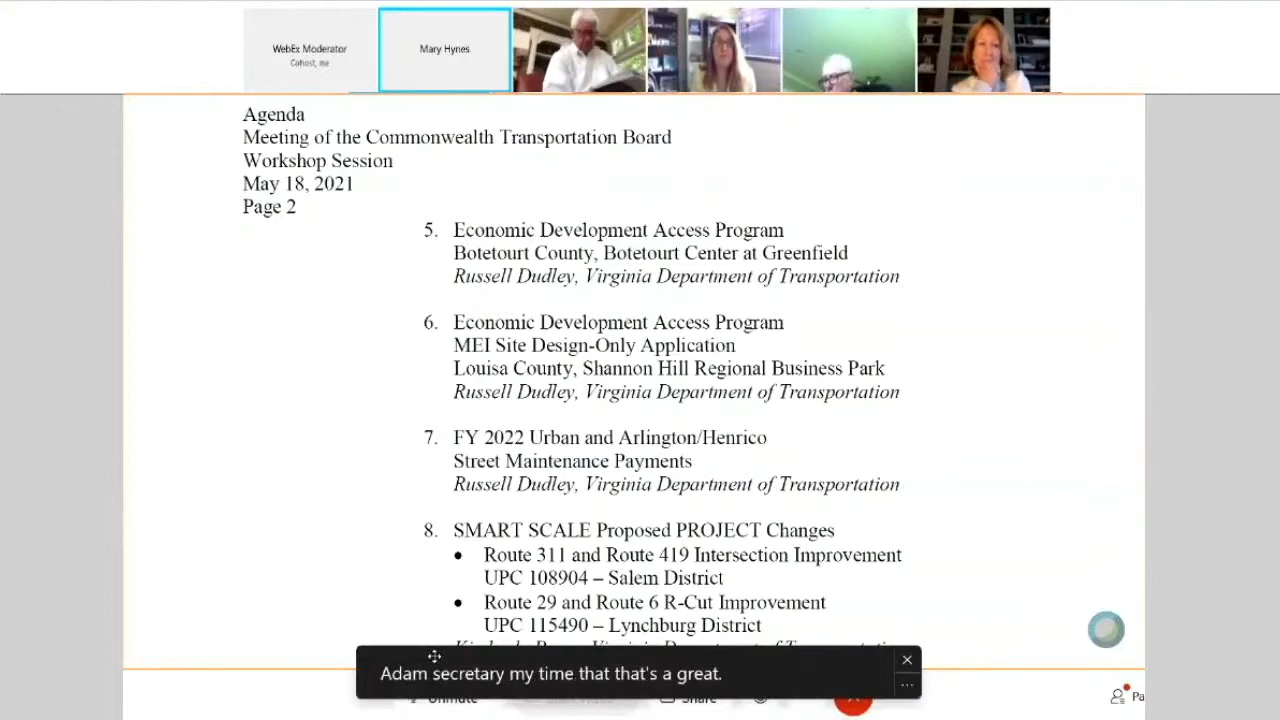 WebEx Moderator
Cohost, me
Mary Hynes
Agenda
Meeting of the Commonwealth Transportation Board
Workshop Session
May 18, 2021
Page 2
5. Economic Development Access Program
Botetourt County, Botetourt Center at Greenfield
Russell Dudley, Virginia Department of Transportation
6. Economic Development Access Program
MEI Site Design-Only Application
Louisa County, Shannon Hill Regional Business Park
Russell Dudley, Virginia Department of Transportation
7. FY 2022 Urban and Arlington/Henrico
Street Maintenance Payments
Russell Dudley, Virginia Department of Transportation
8. SMART SCALE Proposed PROJECT Changes
• Route 311 and Route 419 Intersection Improvement
UPC 108904 – Salem District
• Route 29 and Route 6 R-Cut Improvement
UPC 115490 – Lynchburg District
Adam secretary my time that that's a great.
Unmute
Share
Pa